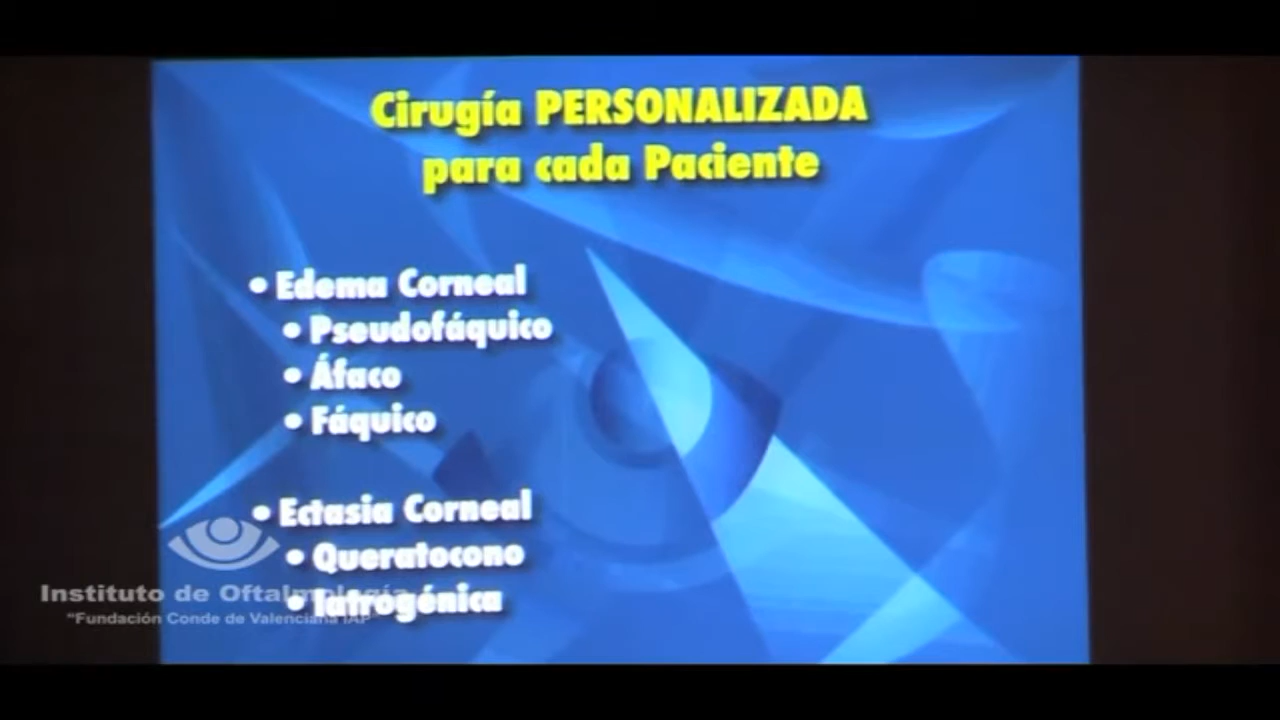 Cirugía PERSONALIZADA
para cada Paciente
• Edema Corneal
• Pseudofáquico
• Áfaco
• Fáquico
• Ectasia Corneal
• Queratocono
• Iatrogénica
Instituto de Oftalmología
"Fundación Conde de Valenciana IAP"